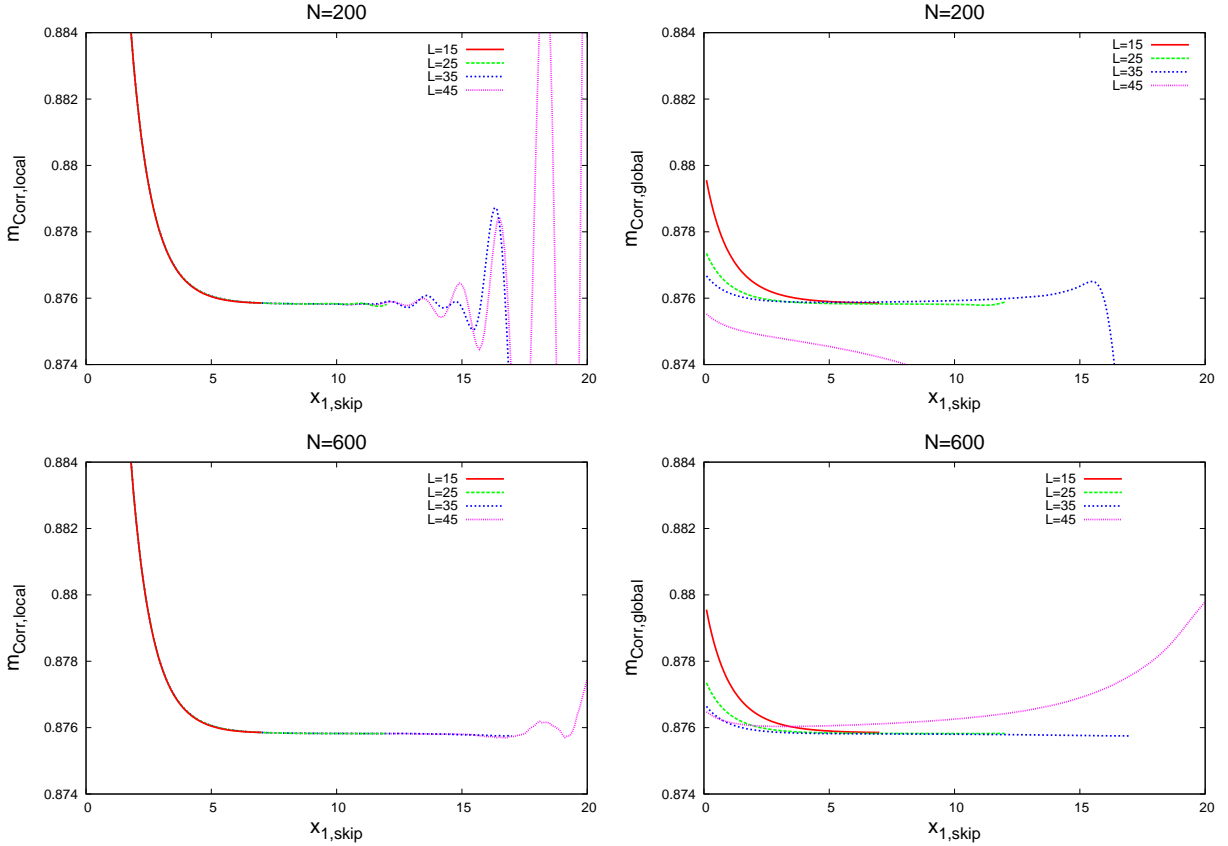 N=200
m_Corr,local
0.884
0.882
0.88
0.878
0.876
0.874
L=15
L=25
L=35
L=45
0 5 10 15 20
x_1,skip
N=200
m_Corr,global
0.884
0.882
0.88
0.878
0.876
0.874
L=15
L=25
L=35
L=45
0 5 10 15 20
x_1,skip
N=600
m_Corr,local
0.884
0.882
0.88
0.878
0.876
0.874
L=15
L=25
L=35
L=45
0 5 10 15 20
x_1,skip
N=600
m_Corr,global
0.884
0.882
0.88
0.878
0.876
0.874
L=15
L=25
L=35
L=45
0 5 10 15 20
x_1,skip